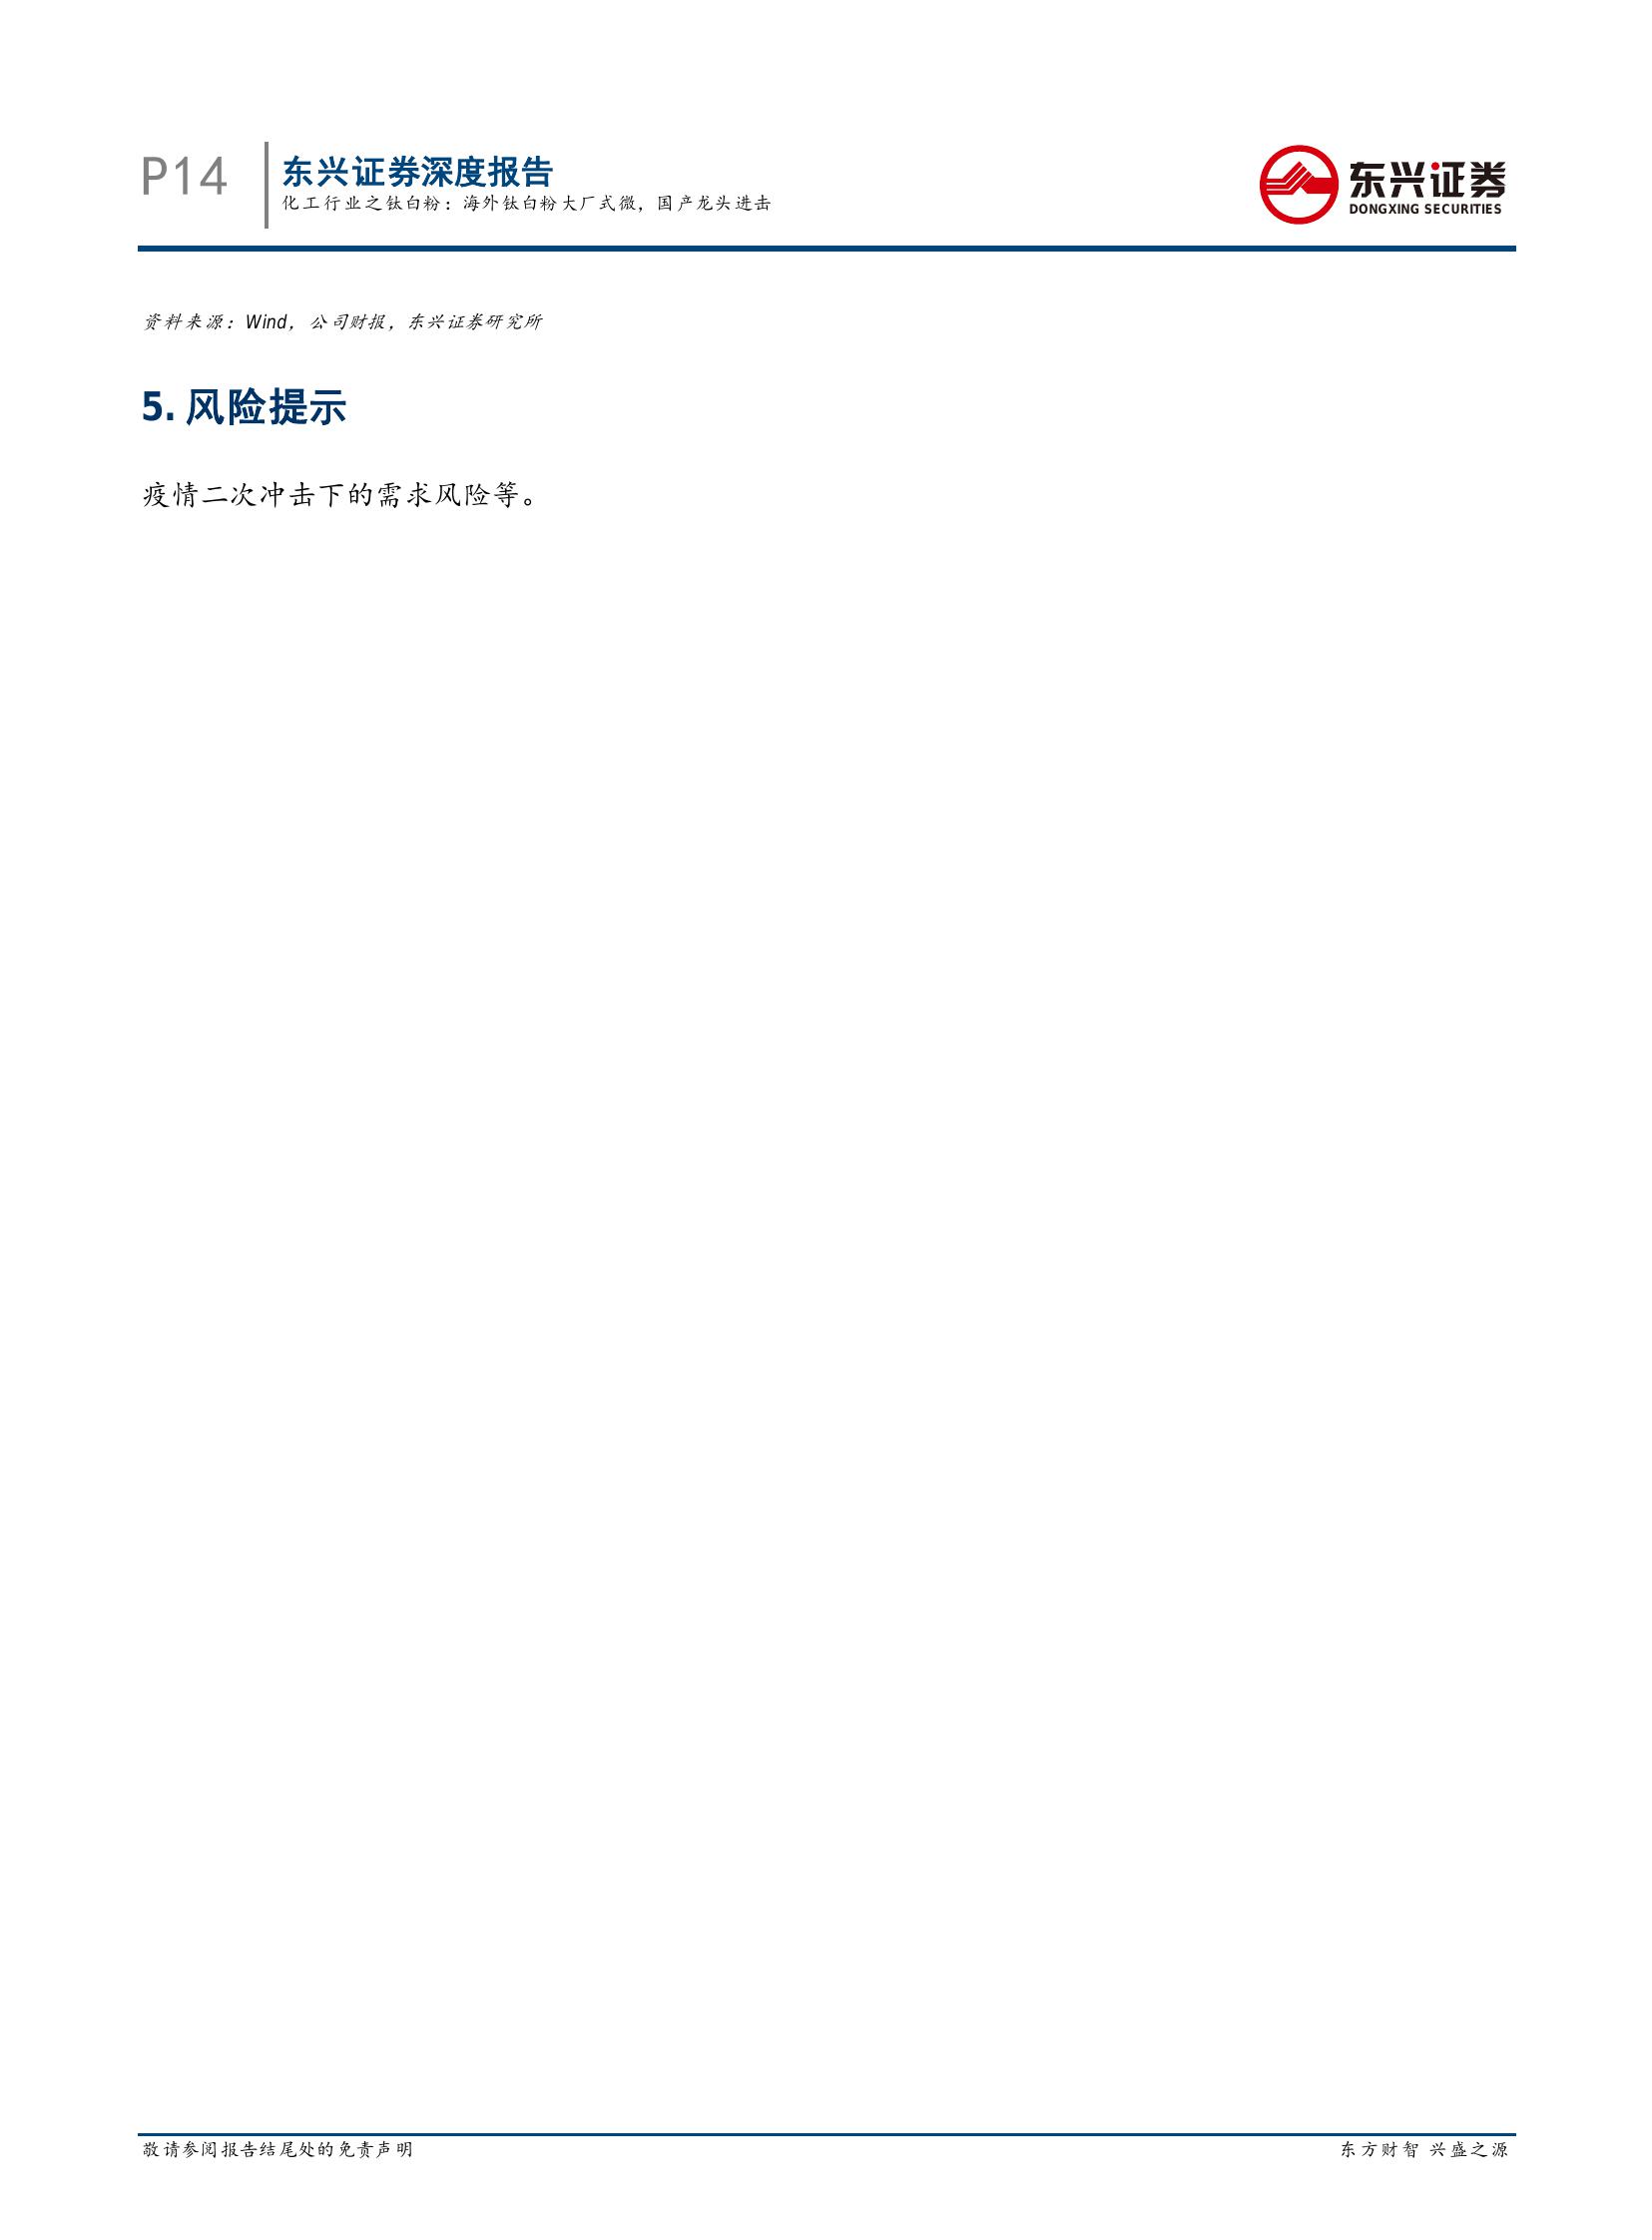 P14
东兴证券深度报告
化工行业之钛白粉：海外钛白粉大厂式微，国产龙头进击
东兴证券
DONGXING SECURITIES
资料来源：Wind，公司财报，东兴证券研究所
5. 风险提示
疫情二次冲击下的需求风险等。
敬请参阅报告结尾处的免责声明
东方财智 兴盛之源